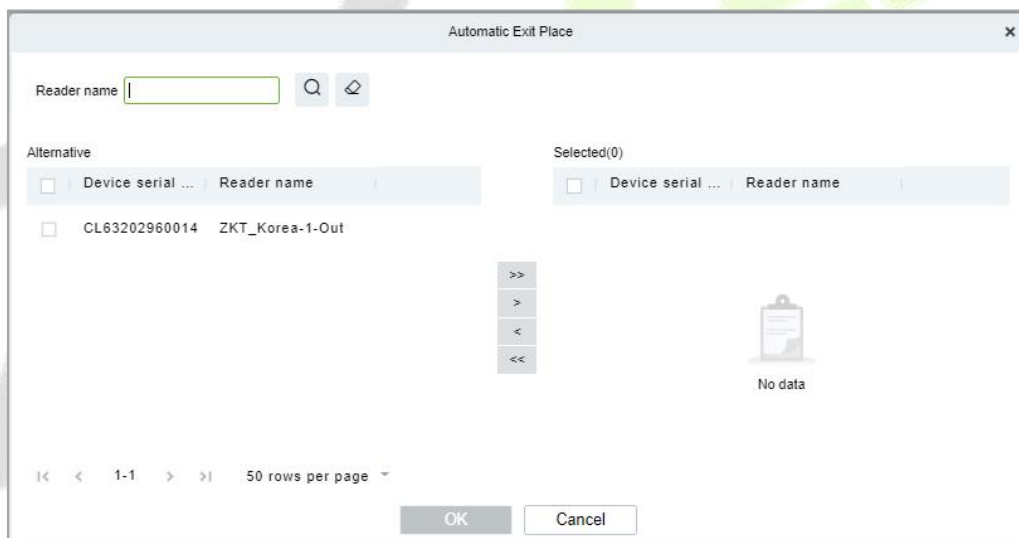 Automatic Exit Place ×
Reader name
Alternative
Device serial ... Reader name
CL63202960014 ZKT_Korea-1-Out
>>
>
<
<<
Selected(0)
Device serial ... Reader name
No data
|< < 1-1 > >| 50 rows per page
OK Cancel